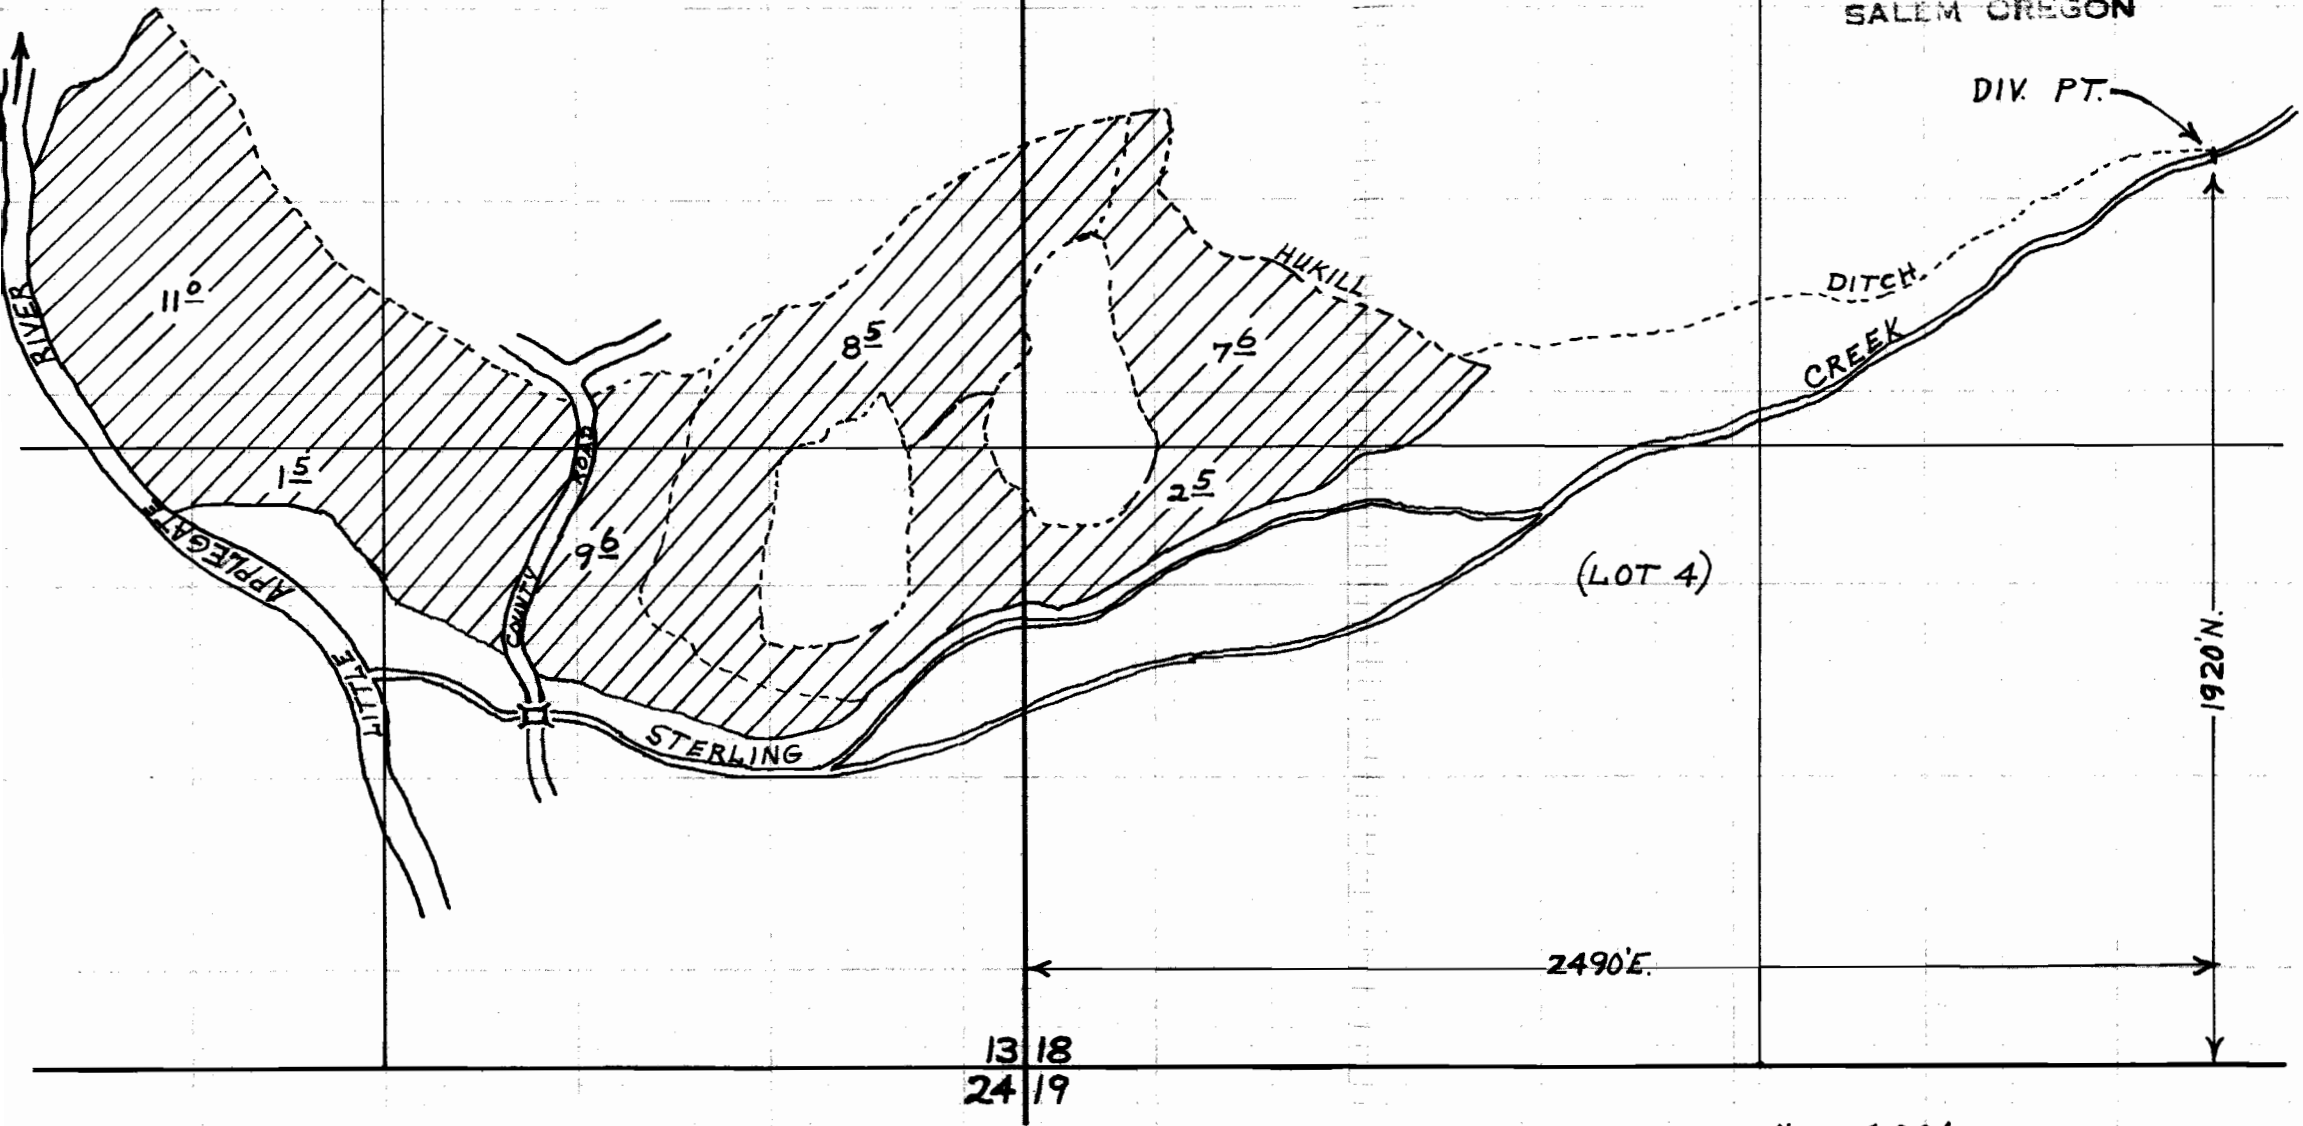 SALEM OREGON
DIV. PT.
HUKILL
DITCH
11 0
RIVER
8 5
7 6
CREEK
ROAD
1 5
2 5
9 6
APPLEGATE
(LOT 4)
COUNTY
1920'N.
LITTLE
STERLING
2490'E.
13 18
24 19